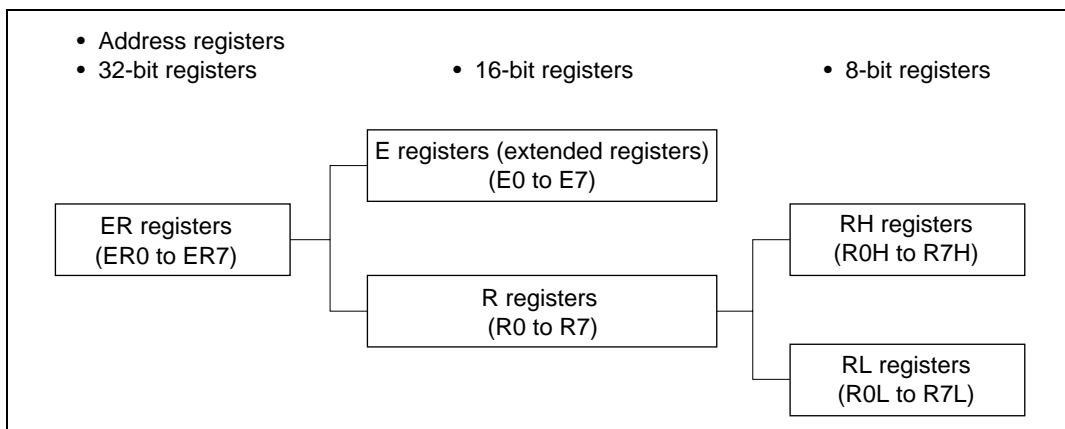 • Address registers
• 32-bit registers
• 16-bit registers
• 8-bit registers
E registers (extended registers)
(E0 to E7)
ER registers
(ER0 to ER7)
RH registers
(R0H to R7H)
R registers
(R0 to R7)
RL registers
(R0L to R7L)